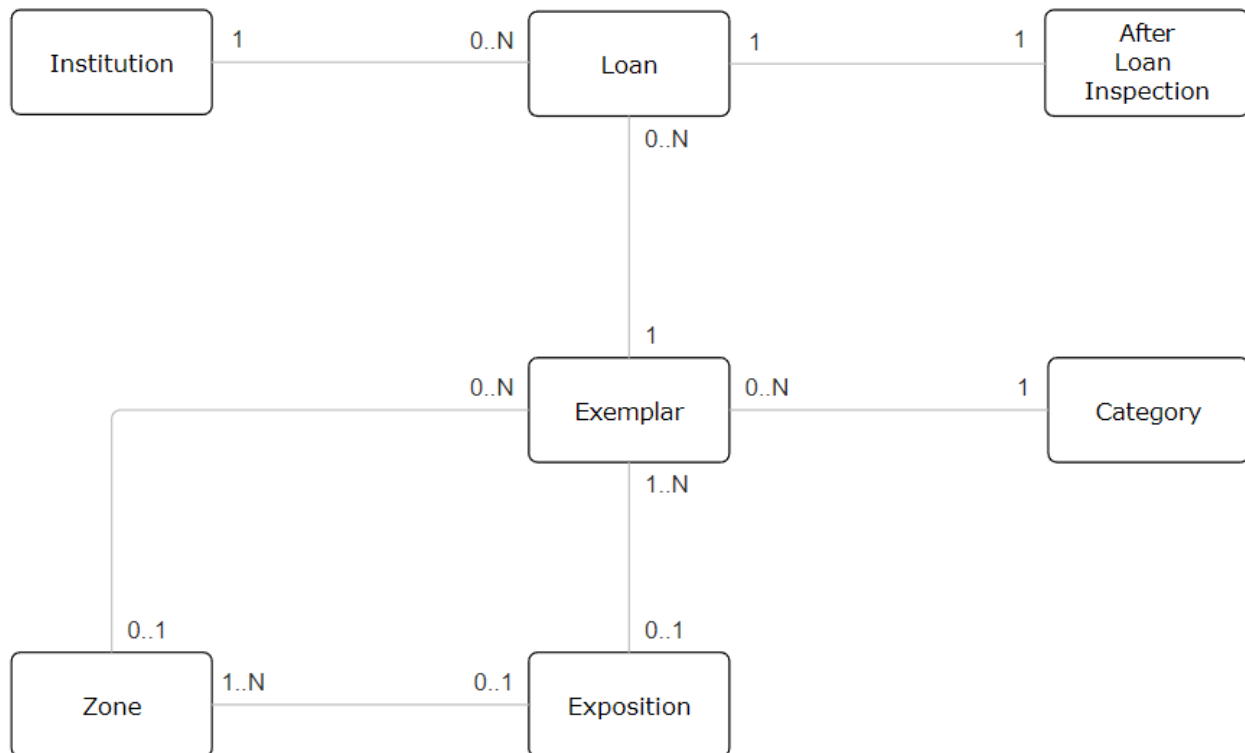 Institution
1
0..N
Loan
1
1
After
Loan
Inspection
0..N
1
0..N
Exemplar
0..N
1
Category
1..N
0..1
0..1
Zone
1..N
0..1
Exposition